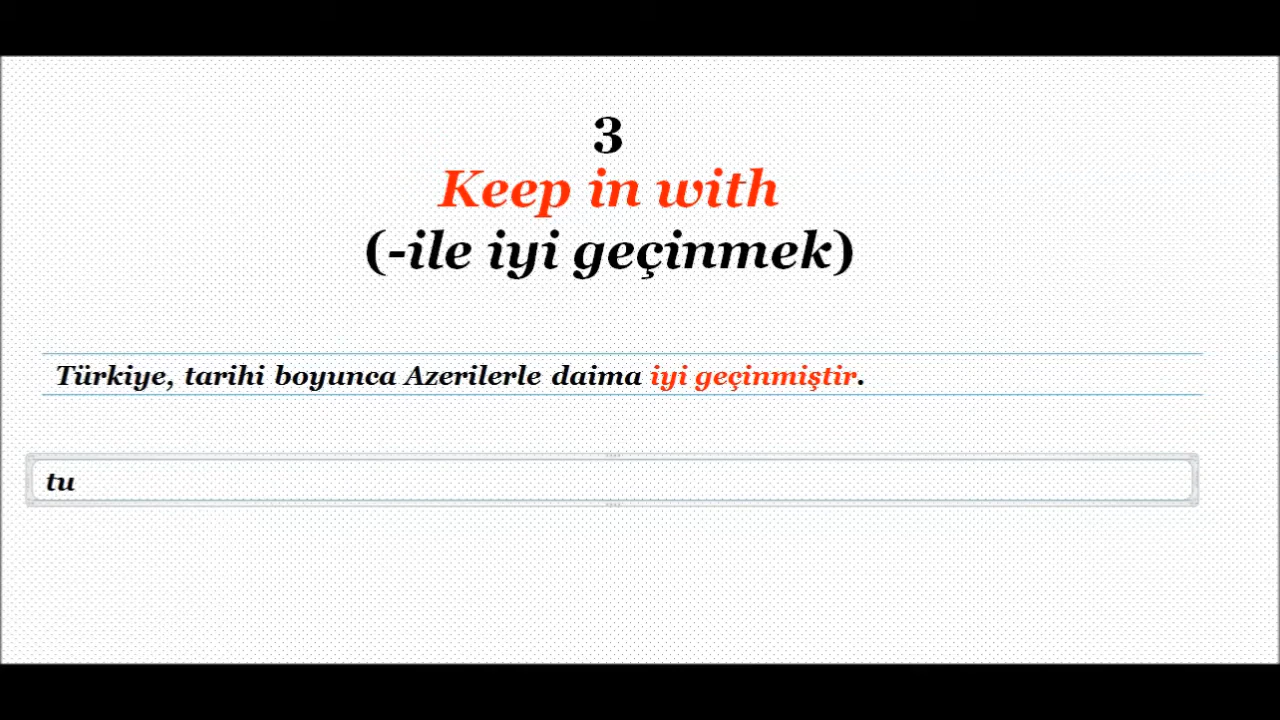 3
Keep in with
(-ile iyi geçinmek)
Türkiye, tarihi boyunca Azerilerle daima iyi geçinmiştir.
tu